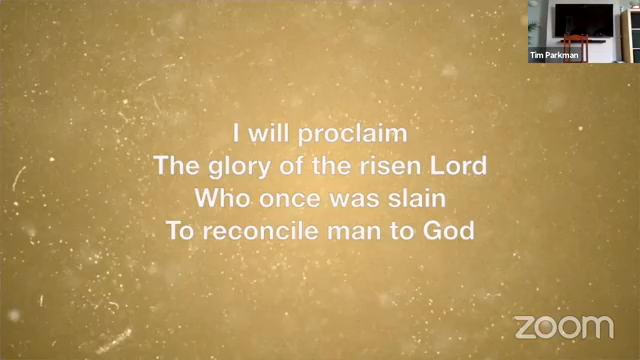 Tim Parkman
I will proclaim
The glory of the risen Lord
Who once was slain
To reconcile man to God
zoom